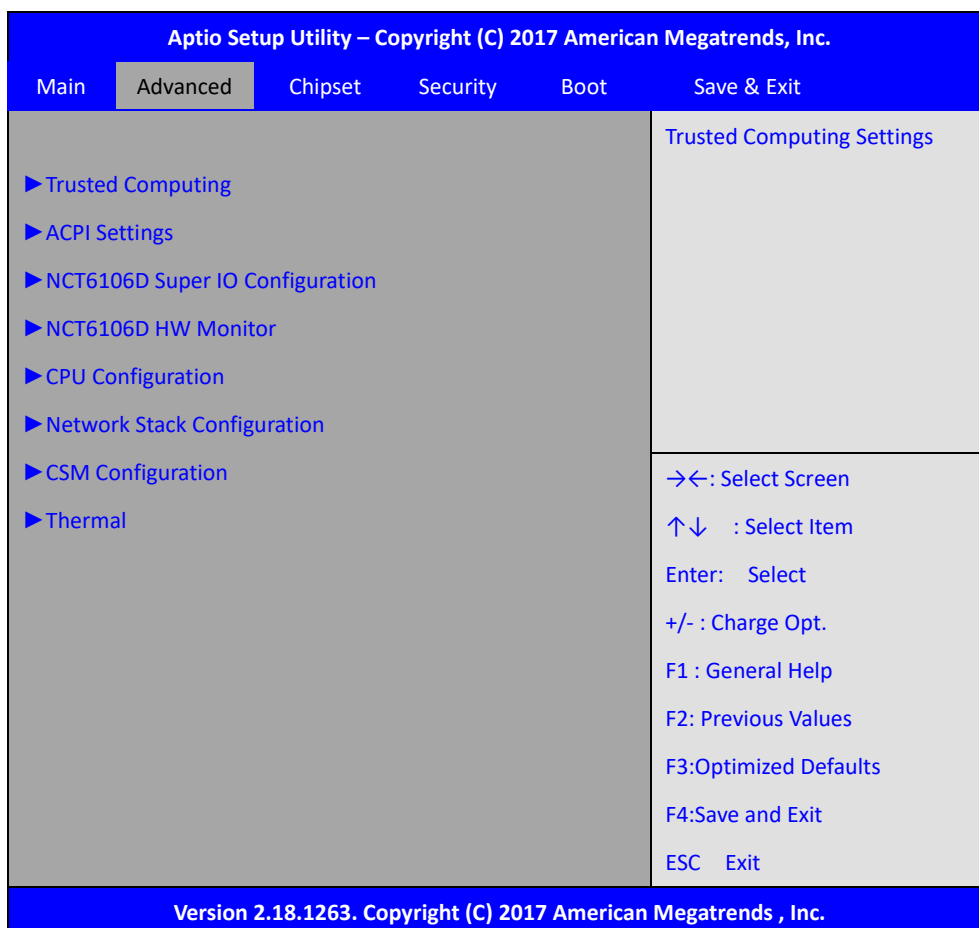 Aptio Setup Utility – Copyright (C) 2017 American Megatrends, Inc.
Main Advanced Chipset Security Boot Save & Exit
►Trusted Computing
►ACPI Settings
►NCT6106D Super IO Configuration
►NCT6106D HW Monitor
►CPU Configuration
►Network Stack Configuration
►CSM Configuration
►Thermal
Trusted Computing Settings
→←: Select Screen
↑↓ : Select Item
Enter: Select
+/- : Charge Opt.
F1 : General Help
F2: Previous Values
F3:Optimized Defaults
F4:Save and Exit
ESC Exit
Version 2.18.1263. Copyright (C) 2017 American Megatrends , Inc.